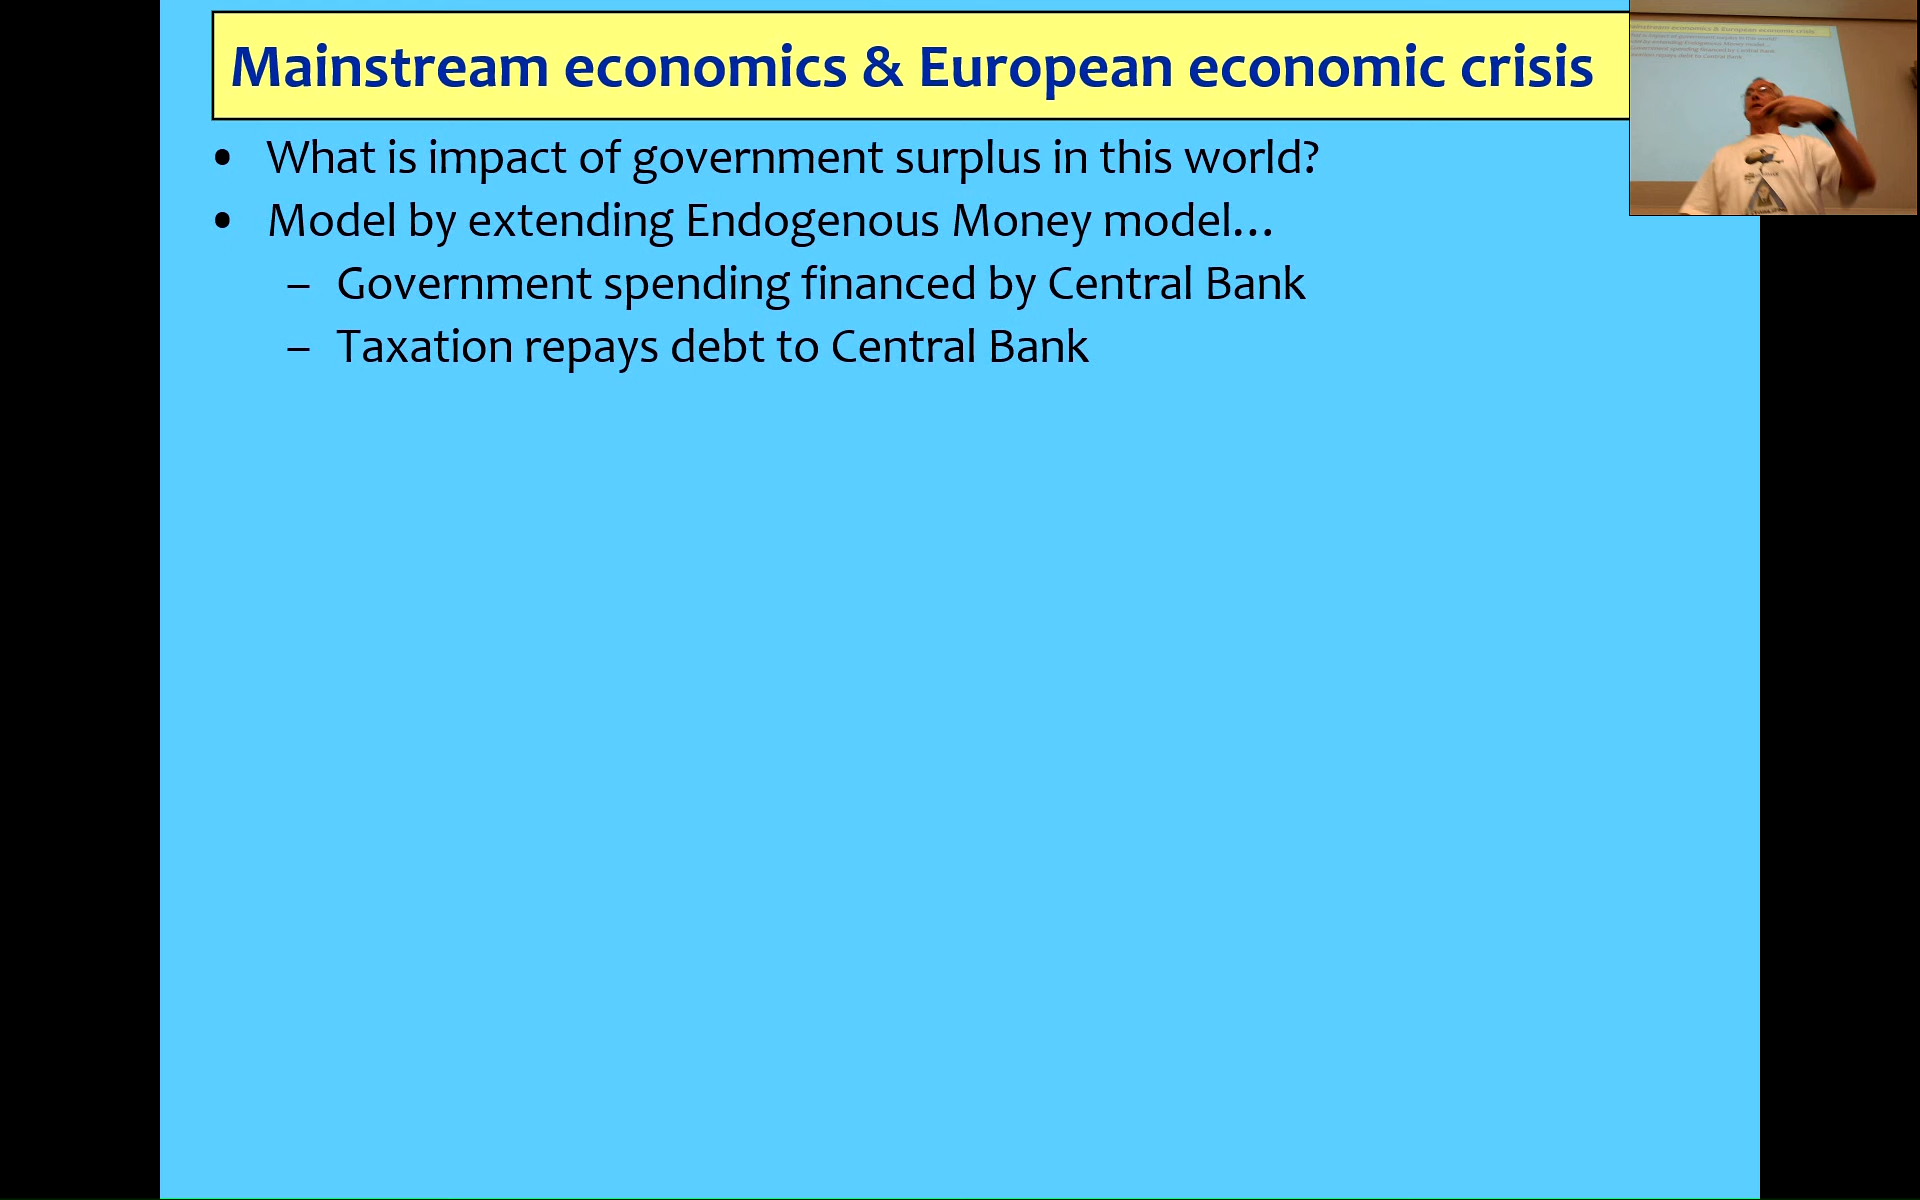 Mainstream economics & European economic crisis
• What is impact of government surplus in this world?
• Model by extending Endogenous Money model...
– Government spending financed by Central Bank
– Taxation repays debt to Central Bank